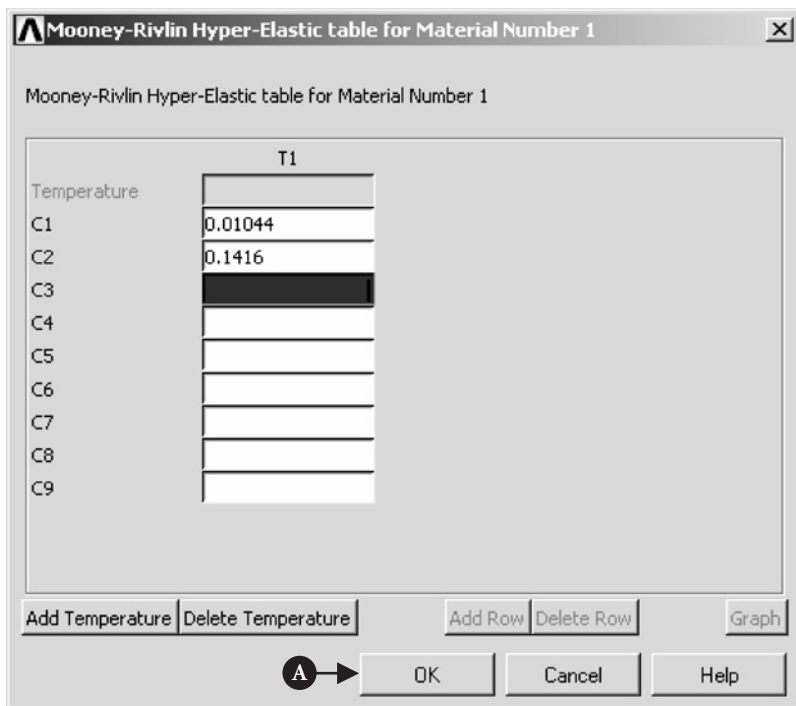 Mooney-Rivlin Hyper-Elastic table for Material Number 1
Mooney-Rivlin Hyper-Elastic table for Material Number 1
T1
Temperature
C1 0.01044
C2 0.1416
C3
C4
C5
C6
C7
C8
C9
Add Temperature Delete Temperature Add Row Delete Row Graph
A OK Cancel Help